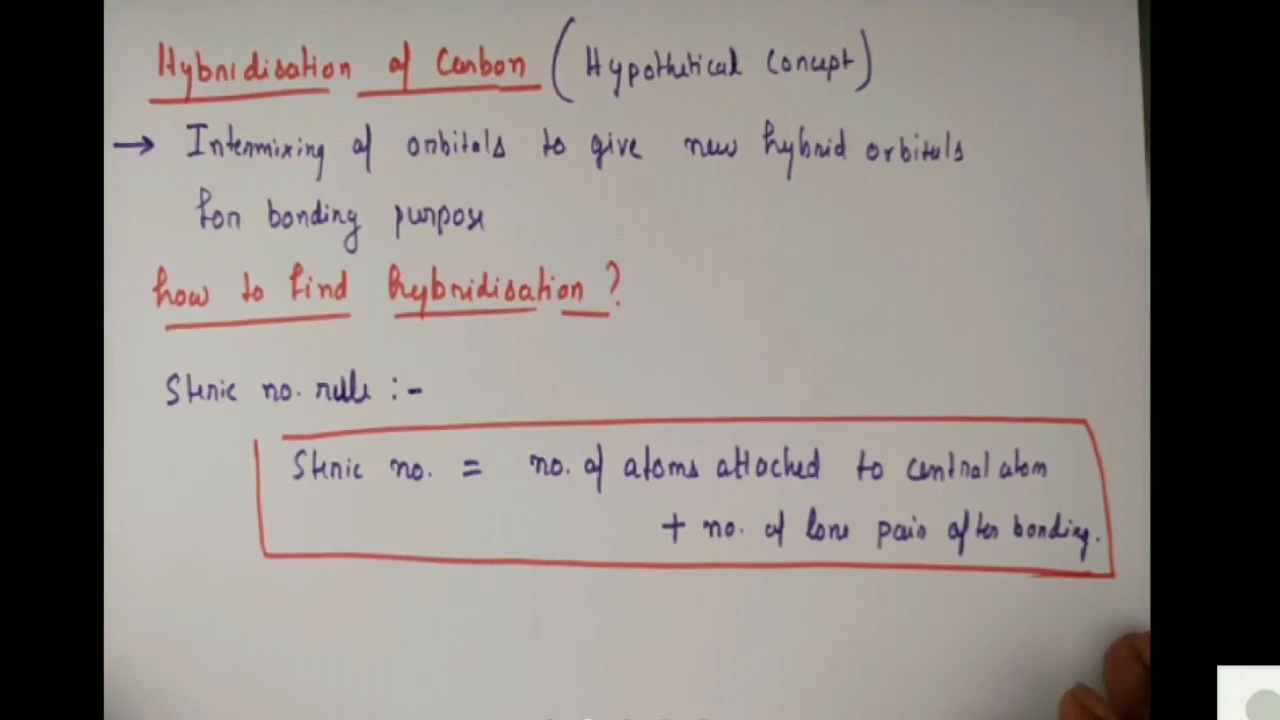 Hybridisation of Carbon (Hypothetical Concept)
→ Intermixing of orbitals to give new hybrid orbitals
for bonding purpose
how to find hybridisation?
Steric no. rule :-
Steric no. = no. of atoms attached to central atom
+ no. of lone pair after bonding.